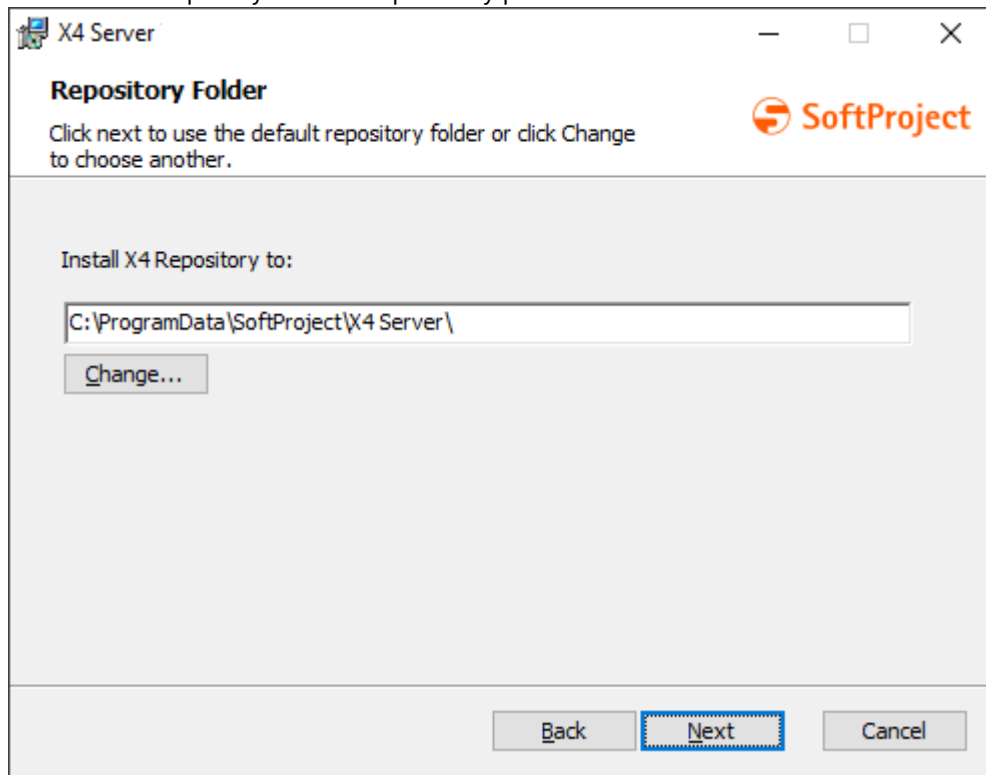 X4 Server
Repository Folder
SoftProject
Click next to use the default repository folder or click Change
to choose another.
Install X4 Repository to:
C:\ProgramData\SoftProject\X4 Server\
Change...
Back
Next
Cancel